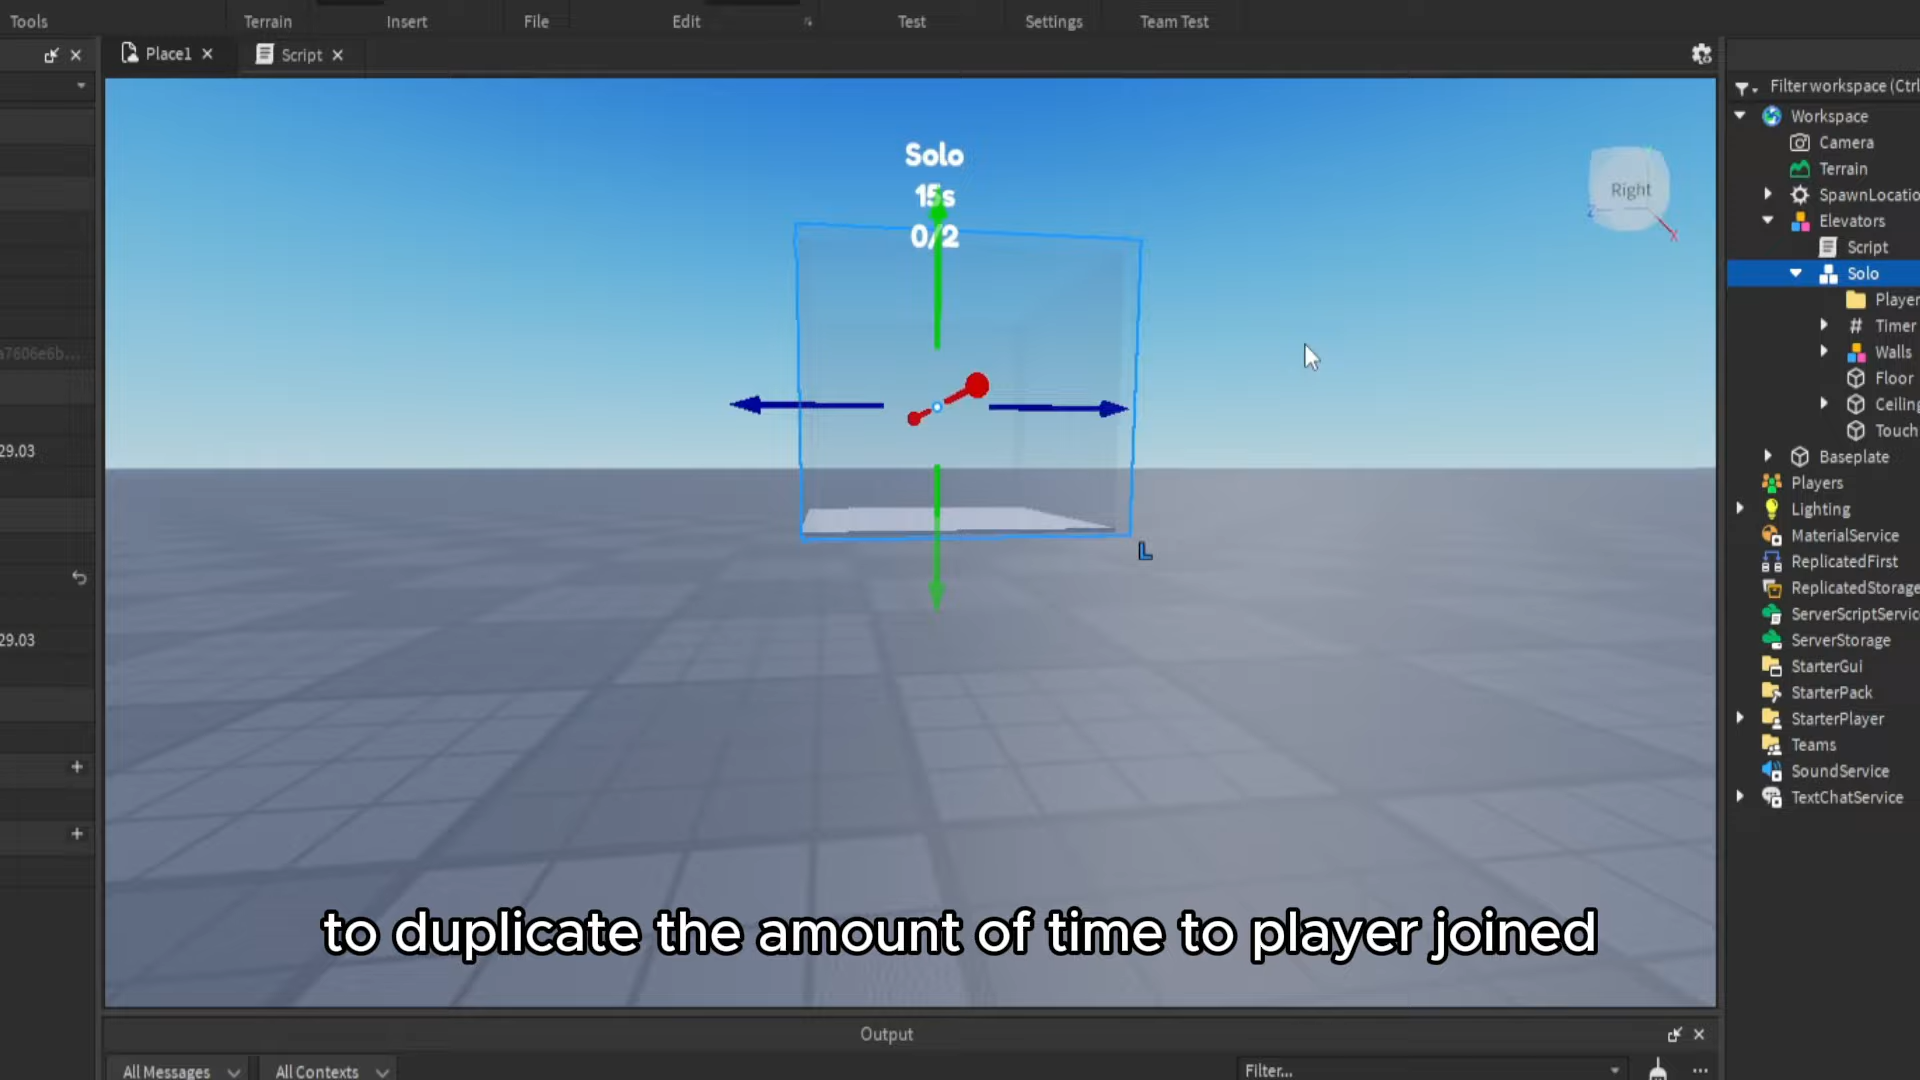 Tools
Terrain
Insert
File
Edit
Test
Settings
Team Test
Place1
Script
Filter workspace (Ctrl
Workspace
Camera
Terrain
SpawnLocatio
Elevators
Script
Solo
Player
Timer
Walls
Floor
Ceiling
Touch
Baseplate
Players
Lighting
MaterialService
ReplicatedFirst
ReplicatedStorage
ServerScriptServic
ServerStorage
StarterGui
StarterPack
StarterPlayer
Teams
SoundService
TextChatService
a7606e6b...
29.03
29.03
Solo
15s
0/2
Right
Z
X
L
to duplicate the amount of time to player joined
Output
All Messages
All Contexts
Filter...